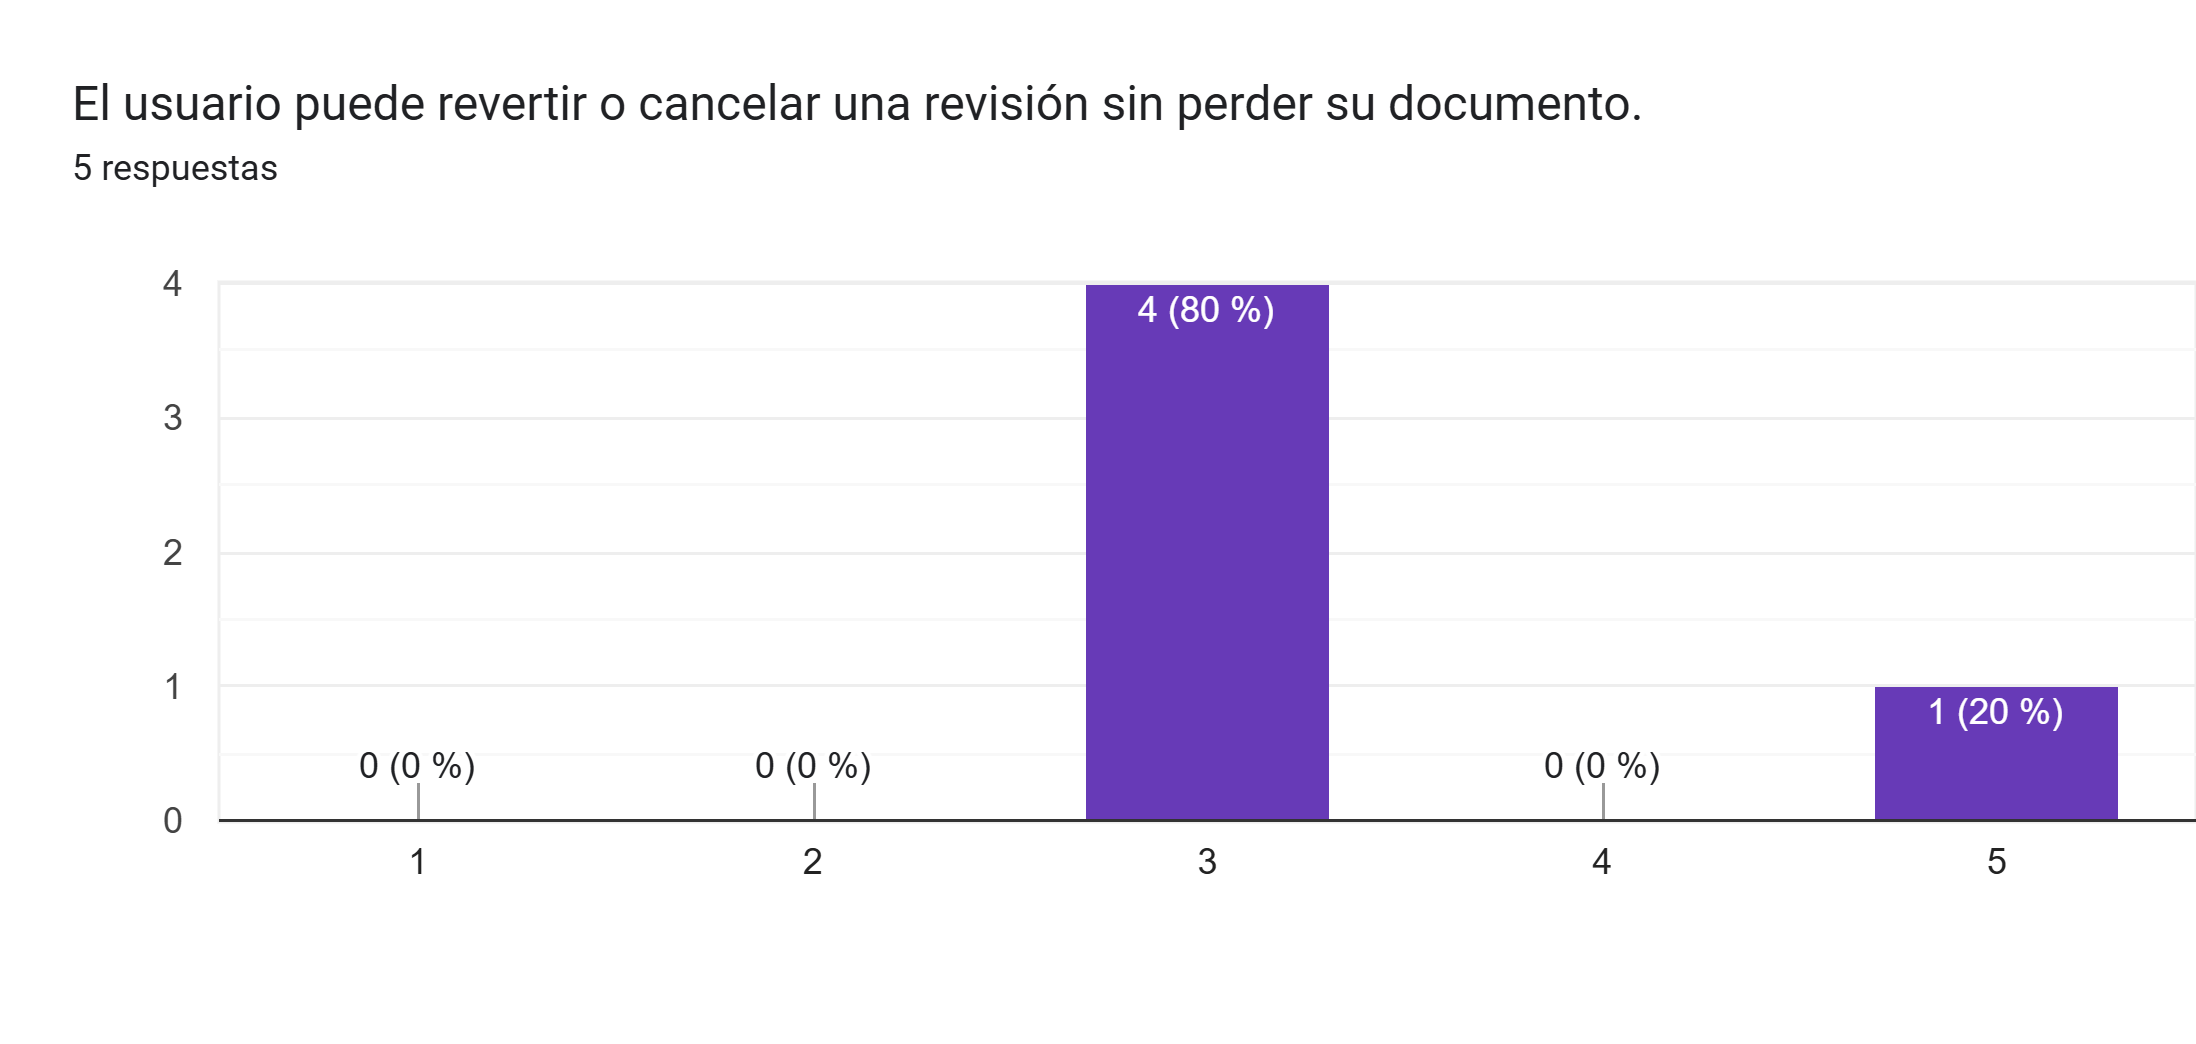 El usuario puede revertir o cancelar una revisión sin perder su documento.
5 respuestas
4
4 (80 %)
3
2
1
1 (20 %)
0 (0 %) 0 (0 %) 0 (0 %)
0
1 2 3 4 5